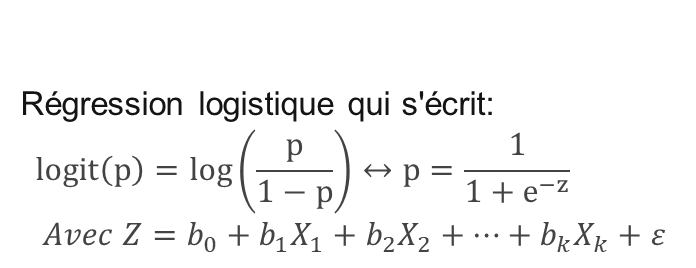 Régression logistique qui s'écrit:
logit(p) = log(p / (1 − p)) ↔ p = 1 / (1 + e⁻ᶻ)
Avec Z = b₀ + b₁X₁ + b₂X₂ + ⋯ + bₖXₖ + ε